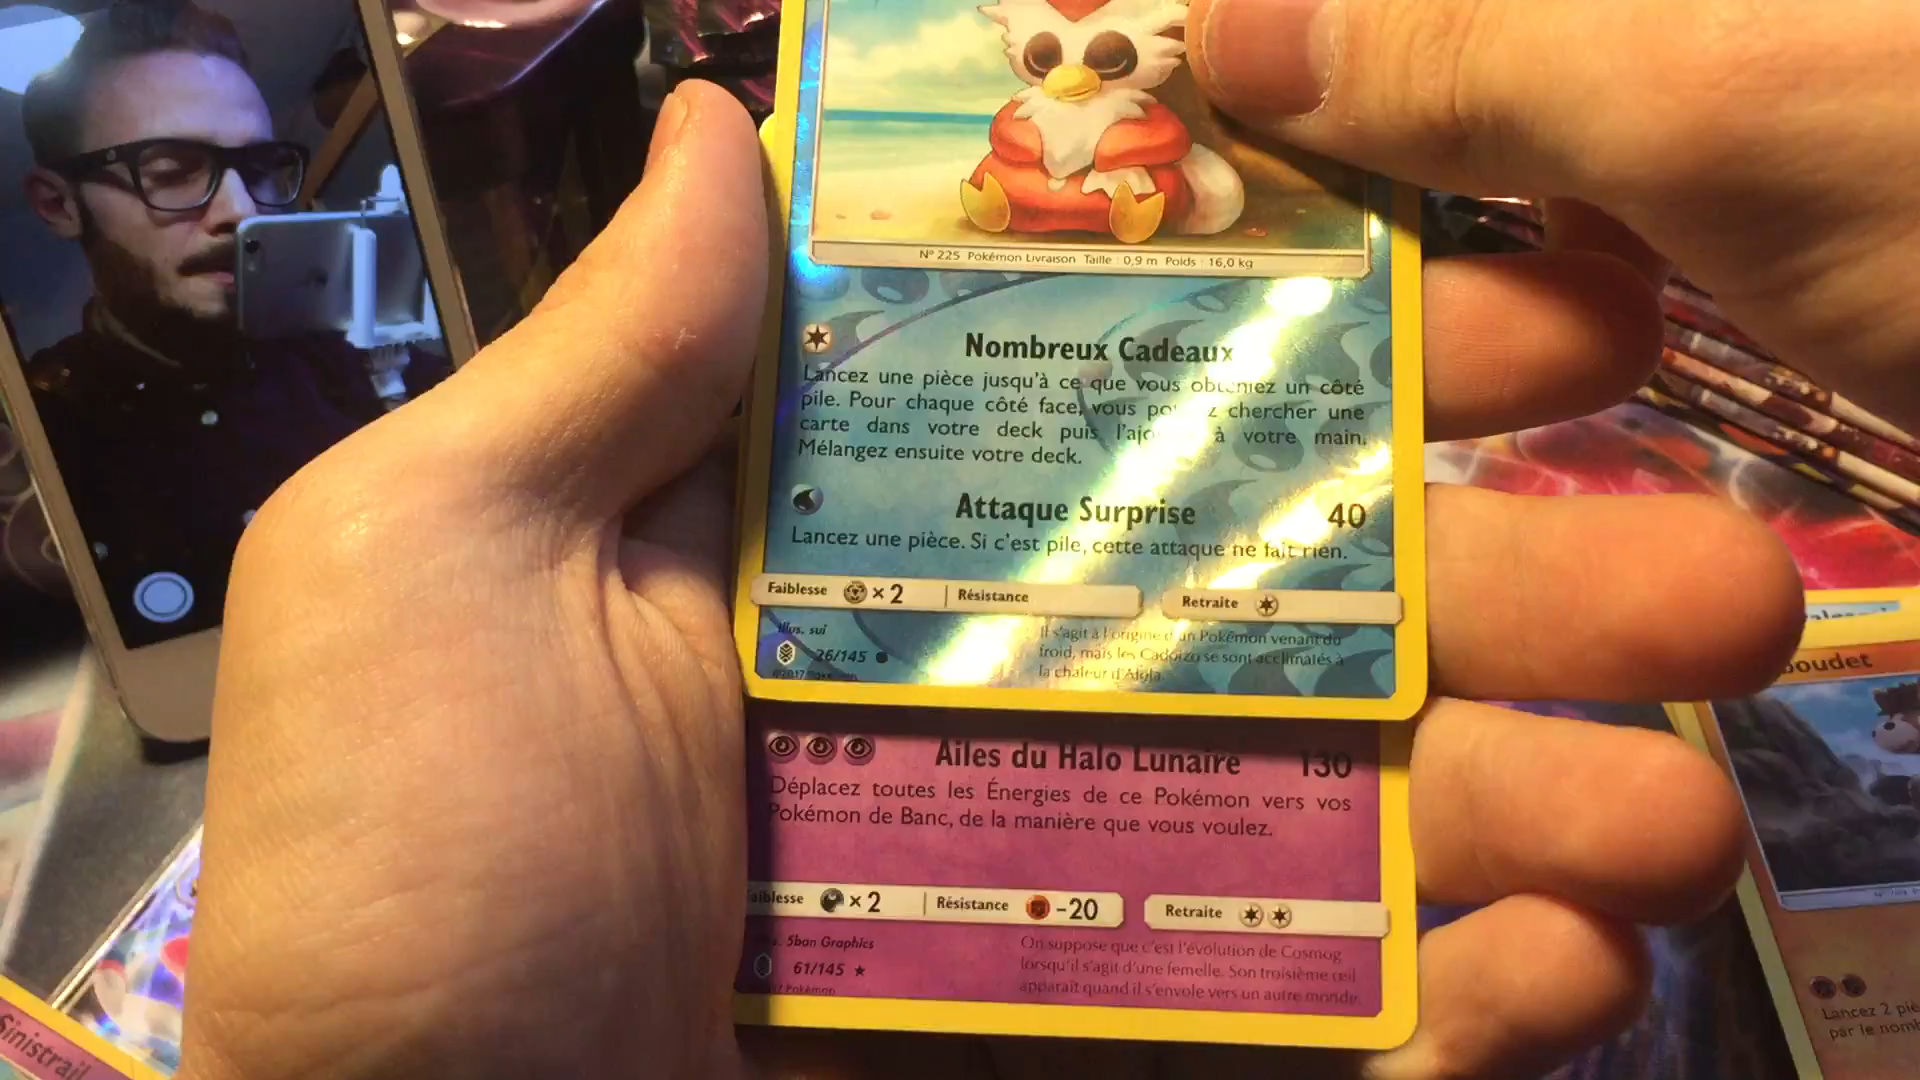 N° 225 Pokémon Livraison Taille : 0,9 m Poids : 16,0 kg
Nombreux Cadeaux
Lancez une pièce jusqu'à ce que vous obteniez un côté
pile. Pour chaque côté face, vous chercher une
carte dans votre deck puis à votre main.
Mélangez ensuite votre deck.
Attaque Surprise 40
Lancez une pièce. Si c'est pile, cette attaque ne fait rien.
Faiblesse ×2 Résistance Retraite
Illus. sui
26/145
Il s'agit à l'origine d'un Pokémon venant du
froid, mais les Cadoizo se sont acclimatés à
la chaleur d'Alola.
Ailes du Halo Lunaire 130
Déplacez toutes les Énergies de ce Pokémon vers vos
Pokémon de Banc, de la manière que vous voulez.
Faiblesse ×2 Résistance -20 Retraite
5ban Graphics
61/145
Pokémon
On suppose que c'est l'évolution de Cosmog
lorsqu'il s'agit d'une femelle. Son troisième œil
apparaît quand il s'envole vers un autre monde.
Sinistrail
boudet
Lancez 2
par le